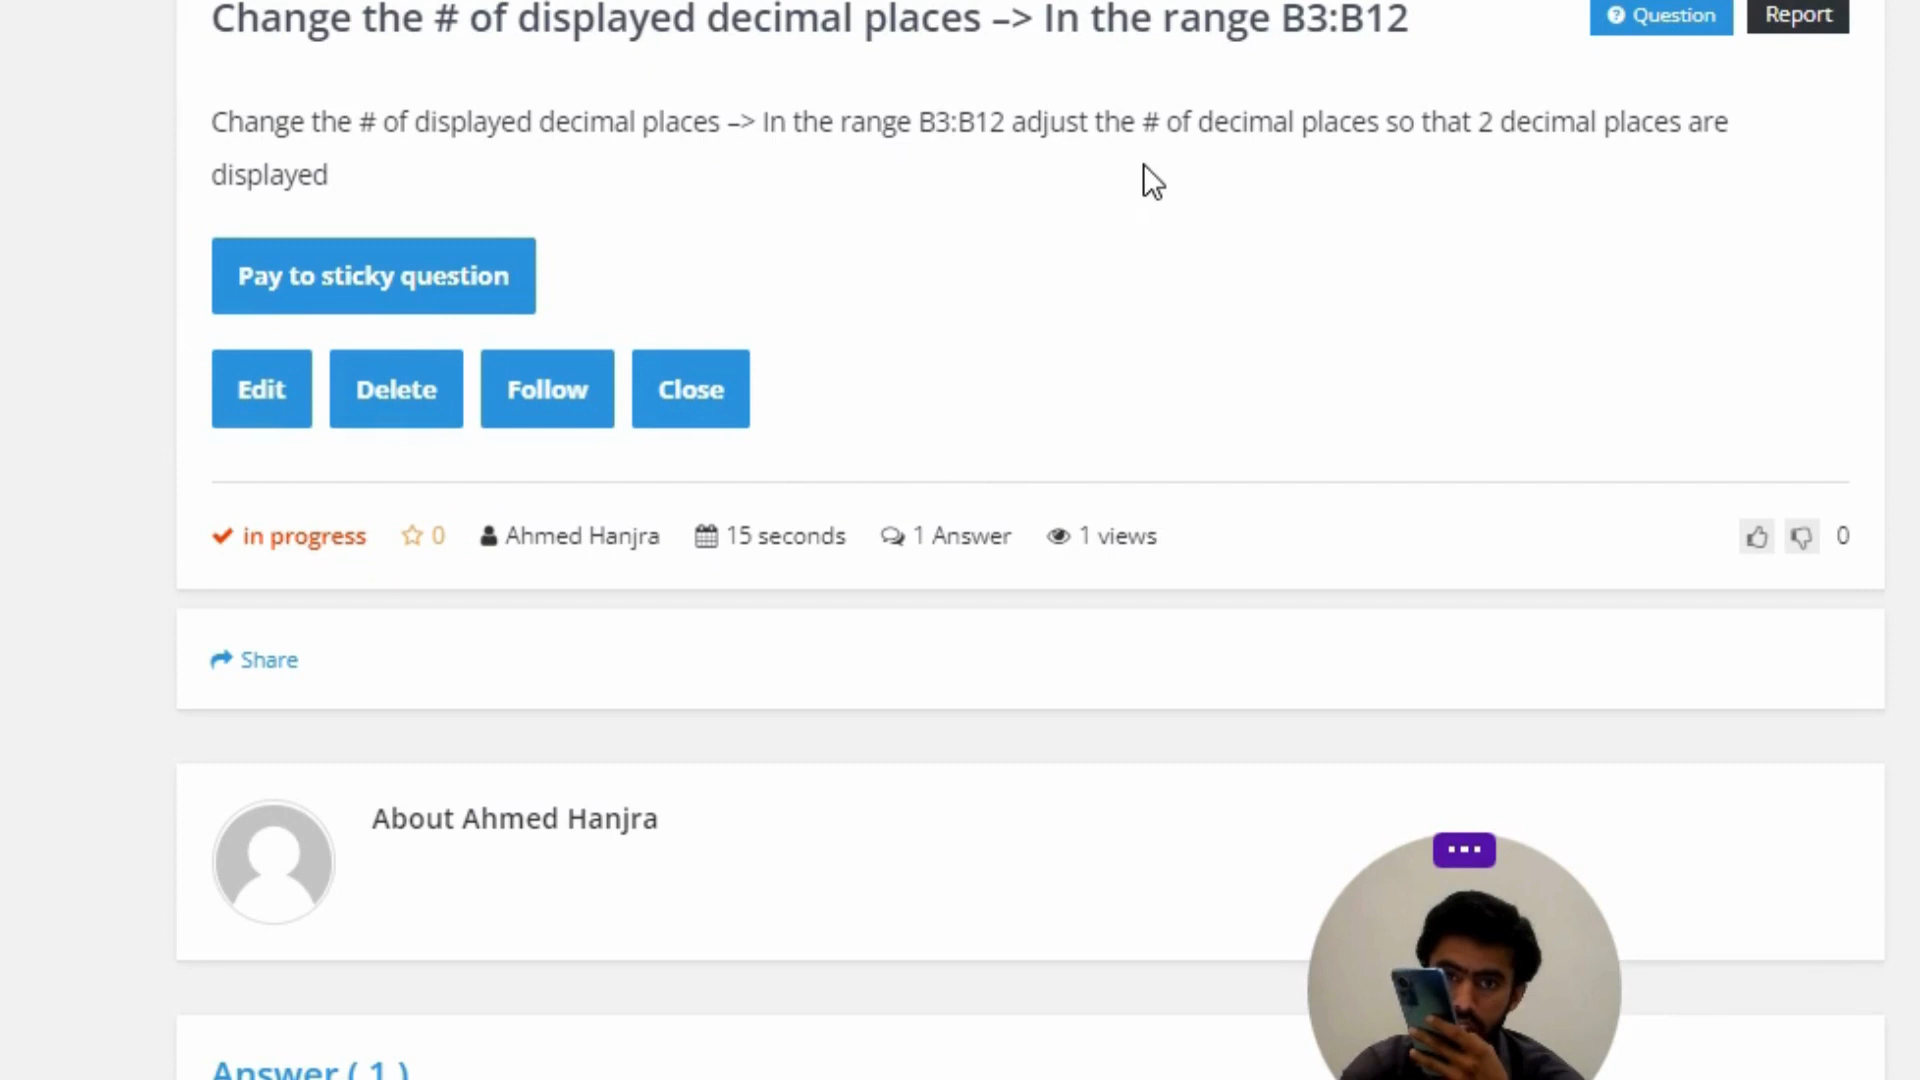 Change the # of displayed decimal places –> In the range B3:B12
Question
Report
Change the # of displayed decimal places –> In the range B3:B12 adjust the # of decimal places so that 2 decimal places are
displayed
Pay to sticky question
Edit
Delete
Follow
Close
in progress
0
Ahmed Hanjra
15 seconds
1 Answer
1 views
0
Share
About Ahmed Hanjra
Answer ( 1 )